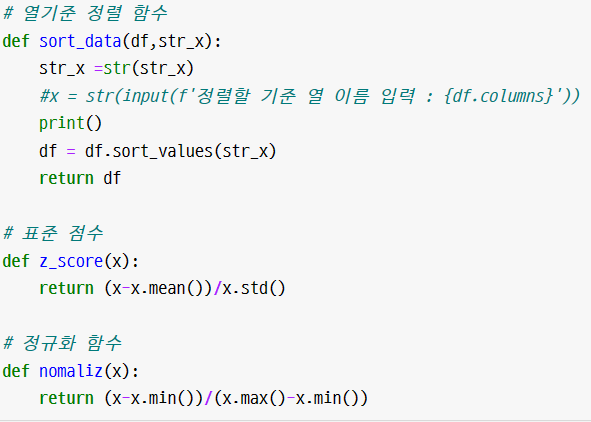 # 열기준 정렬 함수
def sort_data(df,str_x):
    str_x =str(str_x)
    #x = str(input(f'정렬할 기준 열 이름 입력 : {df.columns}'))
    print()
    df = df.sort_values(str_x)
    return df
# 표준 점수
def z_score(x):
    return (x-x.mean())/x.std()
# 정규화 함수
def nomaliz(x):
    return (x-x.min())/(x.max()-x.min())